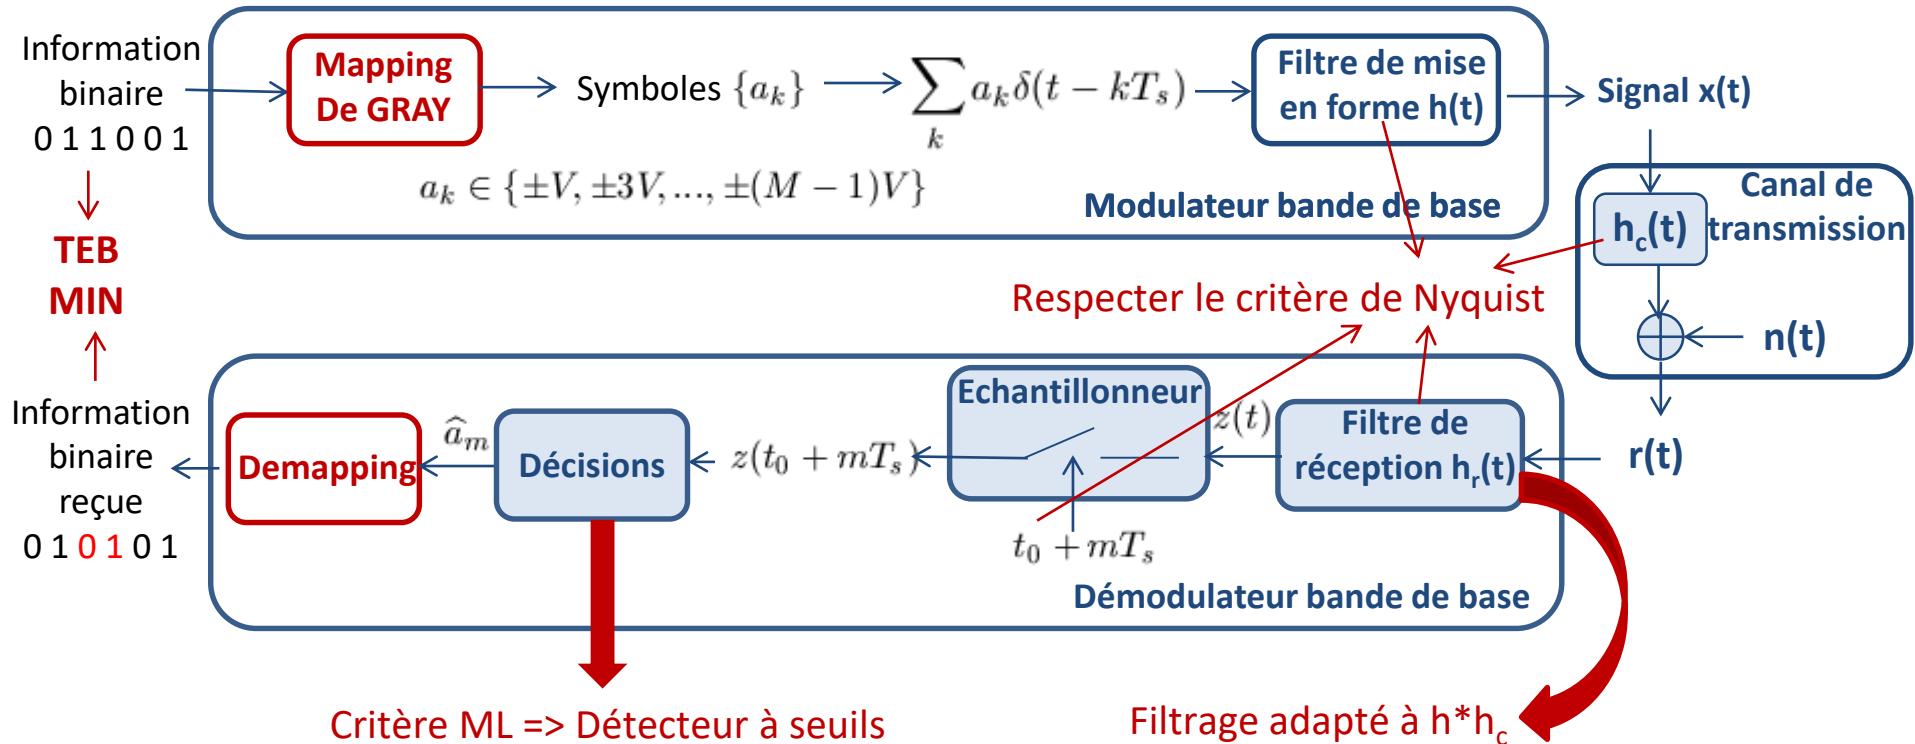 Information
binaire
0 1 1 0 0 1
Mapping
De GRAY
Symboles {a_k}
\sum_k a_k δ(t − kT_s)
Filtre de mise
en forme h(t)
Signal x(t)
a_k ∈ {±V, ±3V, ..., ±(M − 1)V}
Modulateur bande de base
Canal de
transmission
h_c(t)
n(t)
TEB
MIN
Respecter le critère de Nyquist
Information
binaire
reçue
0 1 0 1 0 1
Demapping
\widehat{a}_m
Décisions
z(t_0 + mT_s)
Echantillonneur
z(t)
Filtre de
réception h_r(t)
r(t)
t_0 + mT_s
Démodulateur bande de base
Critère ML => Détecteur à seuils
Filtrage adapté à h*h_c